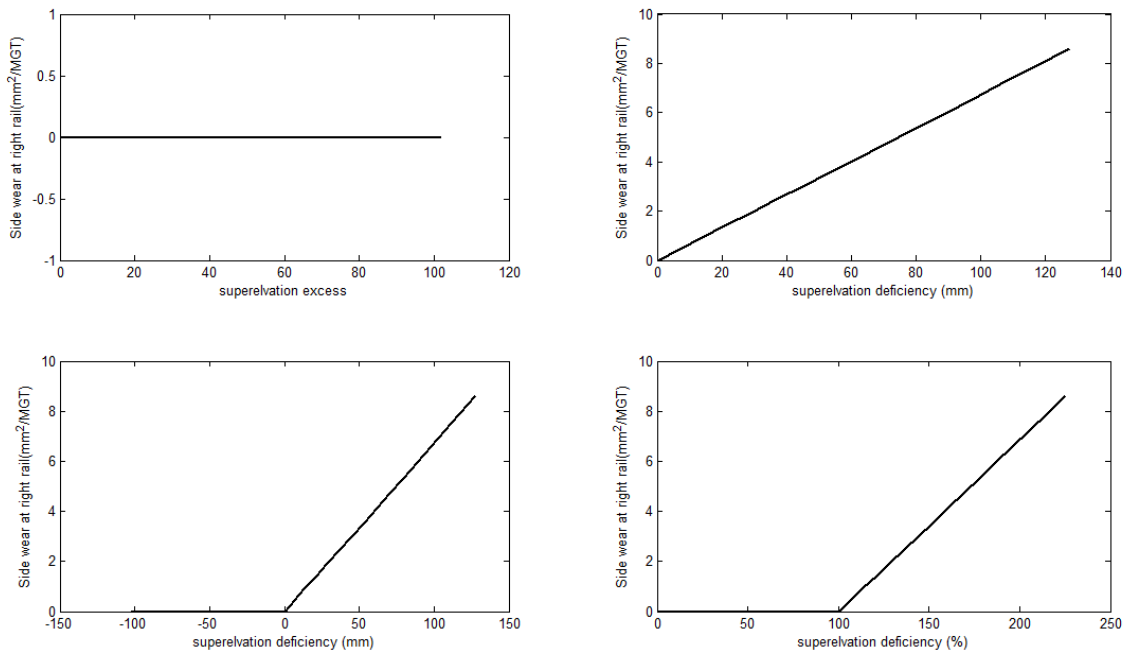 1
0.5
0
-0.5
-1
0 20 40 60 80 100 120
Side wear at right rail(mm²/MGT)
superelvation excess
10
8
6
4
2
0
0 20 40 60 80 100 120 140
Side wear at right rail(mm²/MGT)
superelvation deficiency (mm)
10
8
6
4
2
0
-150 -100 -50 0 50 100 150
Side wear at right rail(mm²/MGT)
superelvation deficiency (mm)
10
8
6
4
2
0
0 50 100 150 200 250
Side wear at right rail(mm²/MGT)
superelvation deficiency (%)